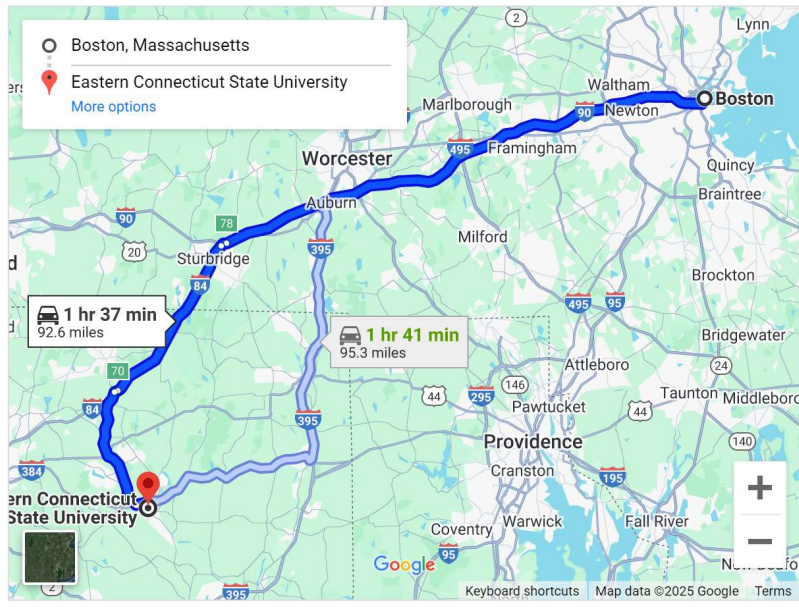 Boston, Massachusetts
Eastern Connecticut State University
More options
2
Lynn
Waltham
Boston
Marlborough
90
Newton
495
Framingham
Worcester
Quincy
Auburn
Braintree
90
78
20
395
Milford
Sturbridge
84
Brockton
495
95
1 hr 37 min
92.6 miles
1 hr 41 min
95.3 miles
Bridgewater
70
Attleboro
24
146
44
295
Taunton
Middleboro
84
Pawtucket
44
395
Providence
140
384
Cranston
195
ern Connecticut
State University
Coventry
Warwick
Fall River
Google
95
2
395
Keyboard shortcuts
Map data ©2025 Google
Terms